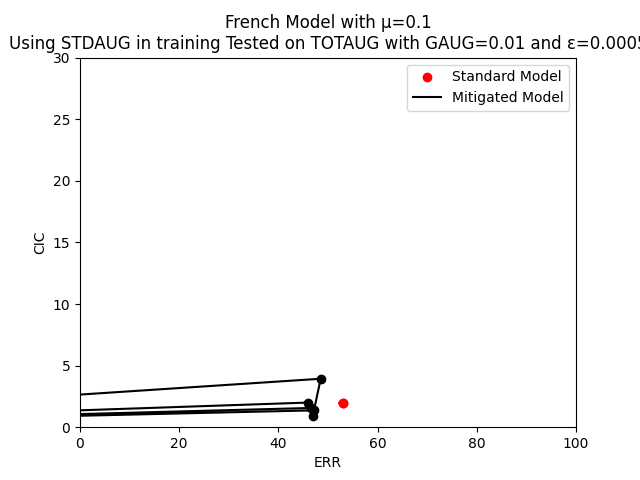 French Model with μ=0.1
Using STDAUG in training Tested on TOTAUG with GAUG=0.01 and ε=0.0005
Standard Model
Mitigated Model
30
25
20
15
10
5
0
CIC
0 20 40 60 80 100
ERR